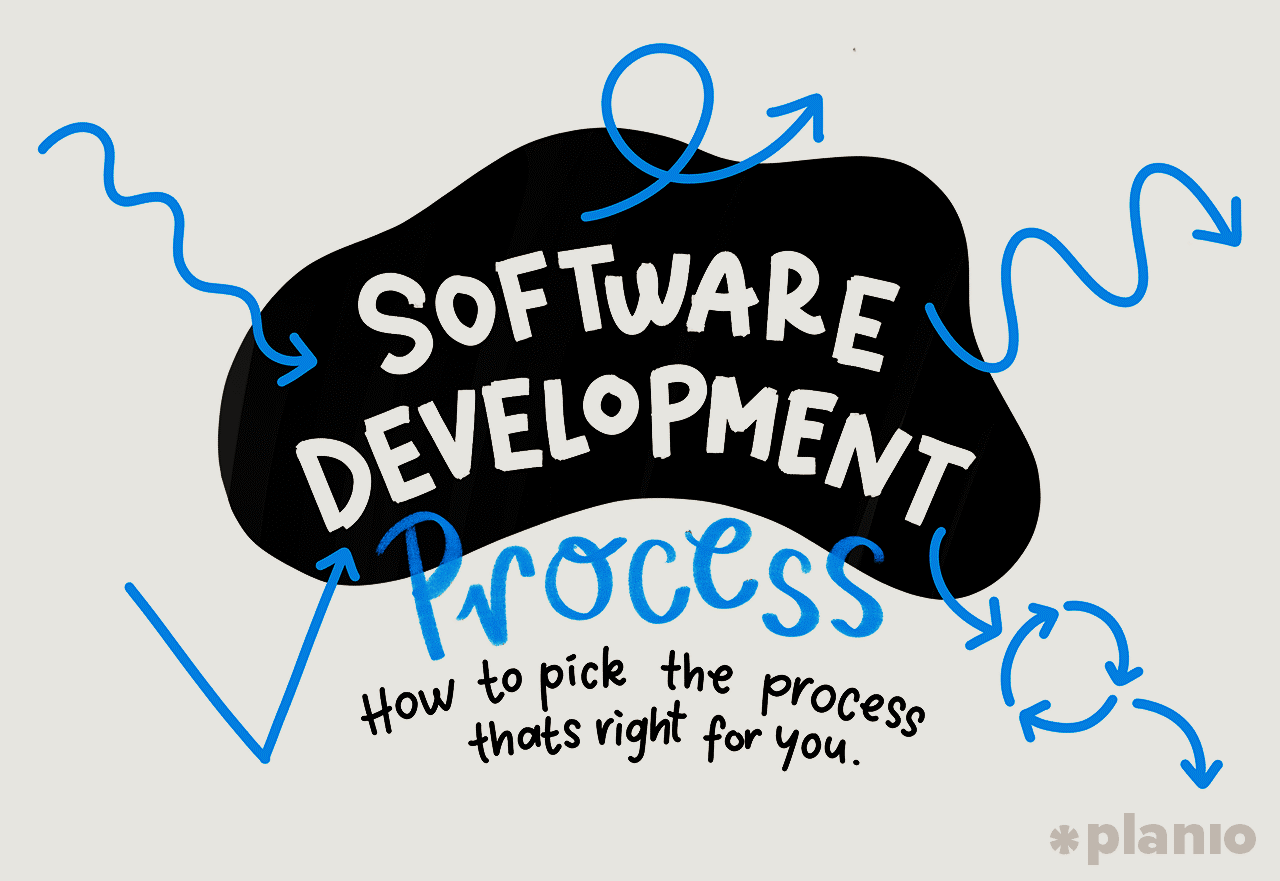 SOFTWARE
DEVELOPMENT
Process
How to pick the process
thats right for you.
*planio